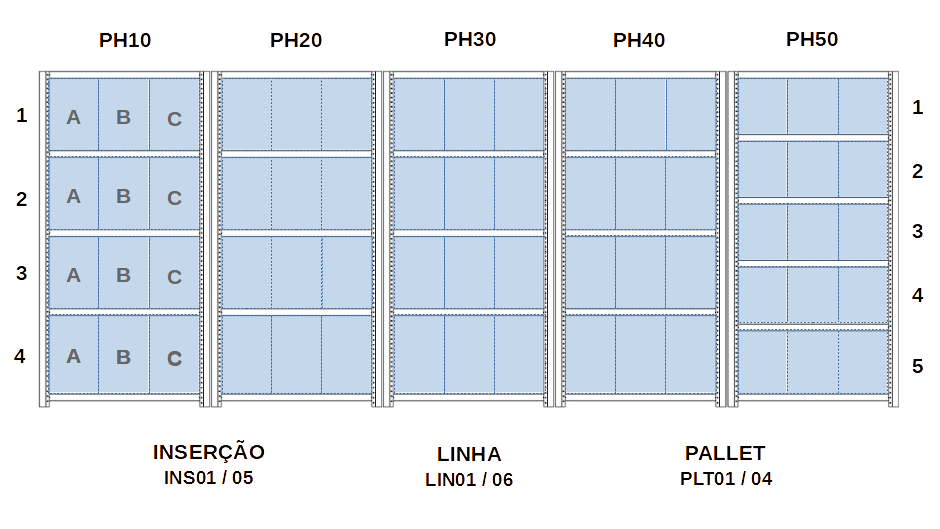 PH10 PH20 PH30 PH40 PH50
1 A B C 1
2 A B C 2
3 A B C 3
4 A B C 4
5
INSERÇÃO LINHA PALLET
INS01 / 05 LIN01 / 06 PLT01 / 04